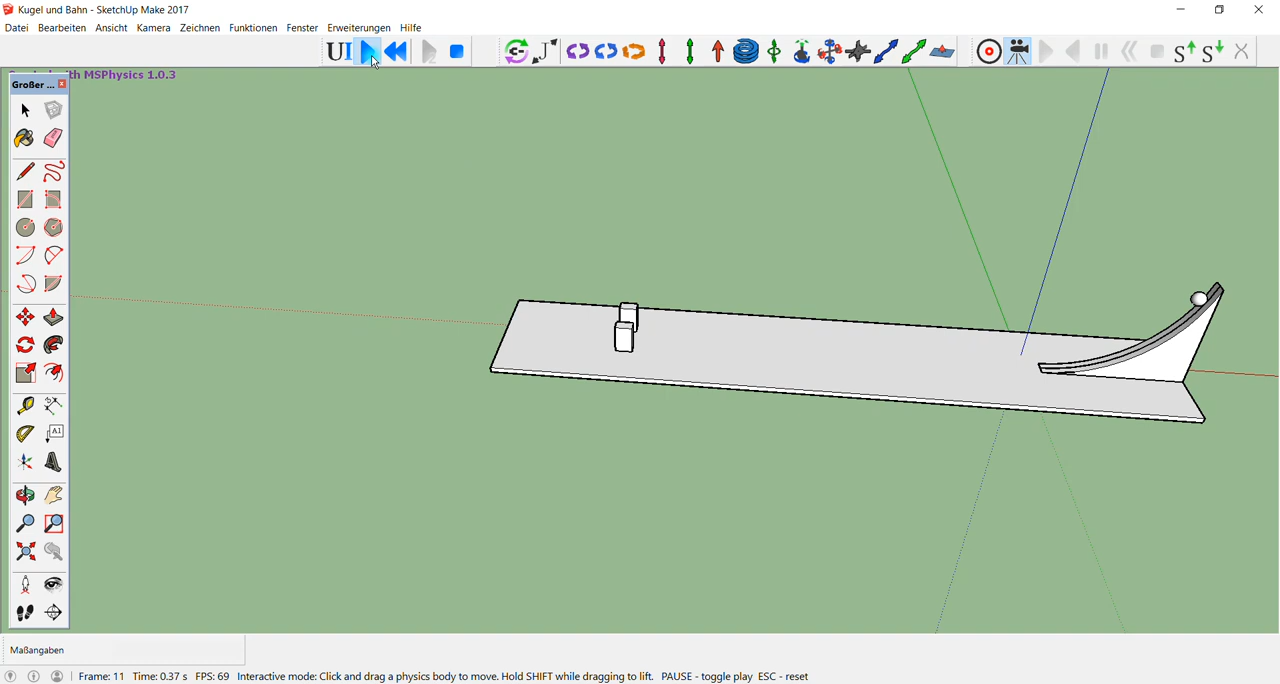 Kugel und Bahn - SketchUp Make 2017
Datei Bearbeiten Ansicht Kamera Zeichnen Funktionen Fenster Erweiterungen Hilfe
UI
th MSPhysics 1.0.3
Großer ...
A1
Maßangaben
Frame: 11 Time: 0.37 s FPS: 69 Interactive mode: Click and drag a physics body to move. Hold SHIFT while dragging to lift. PAUSE - toggle play ESC - reset